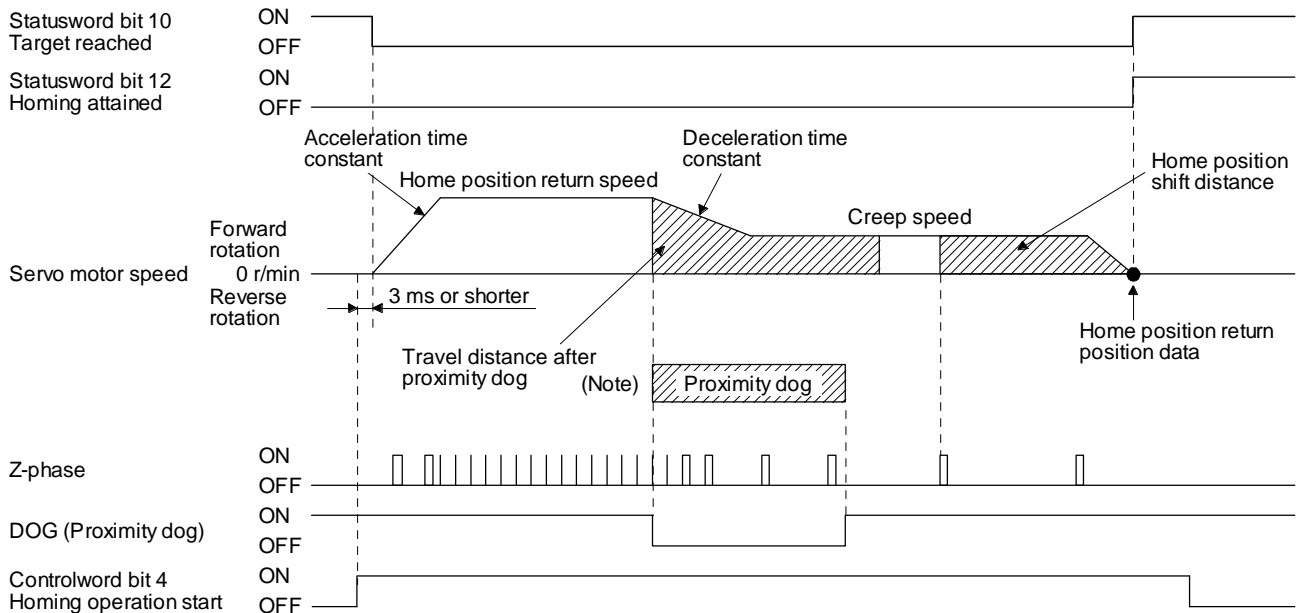 Statusword bit 10
Target reached
ON
OFF
Statusword bit 12
Homing attained
ON
OFF
Acceleration time
constant
Deceleration time
constant
Home position
shift distance
Home position return speed
Creep speed
Forward
rotation
Servo motor speed
0 r/min
Reverse
rotation
3 ms or shorter
Travel distance after
proximity dog
(Note)
Proximity dog
Home position return
position data
Z-phase
ON
OFF
DOG (Proximity dog)
ON
OFF
Controlword bit 4
Homing operation start
ON
OFF